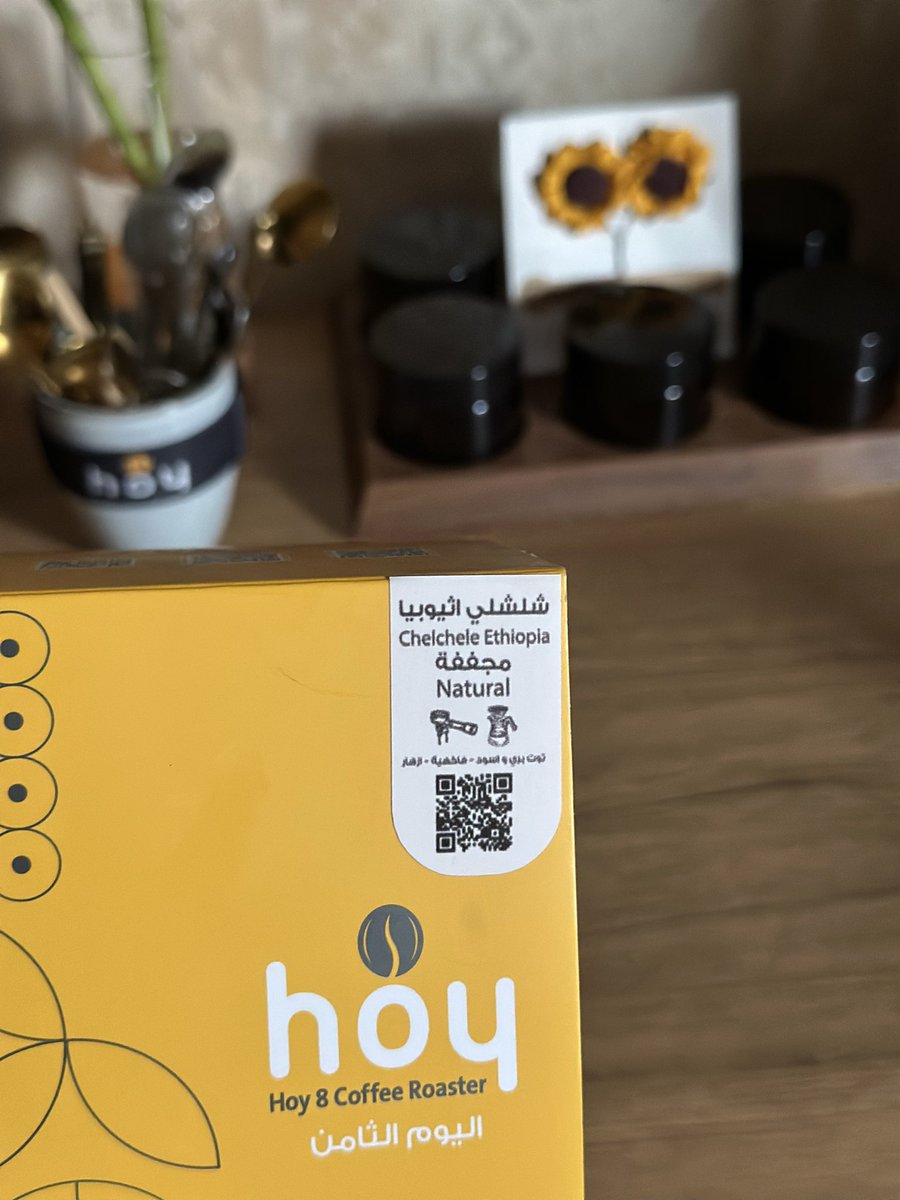 hoy
شلشلي اثيوبيا
Chelchele Ethiopia
مجففة
Natural
توت بري و اسود - فاكهية - ازهار
hoy
Hoy 8 Coffee Roaster
اليوم الثامن